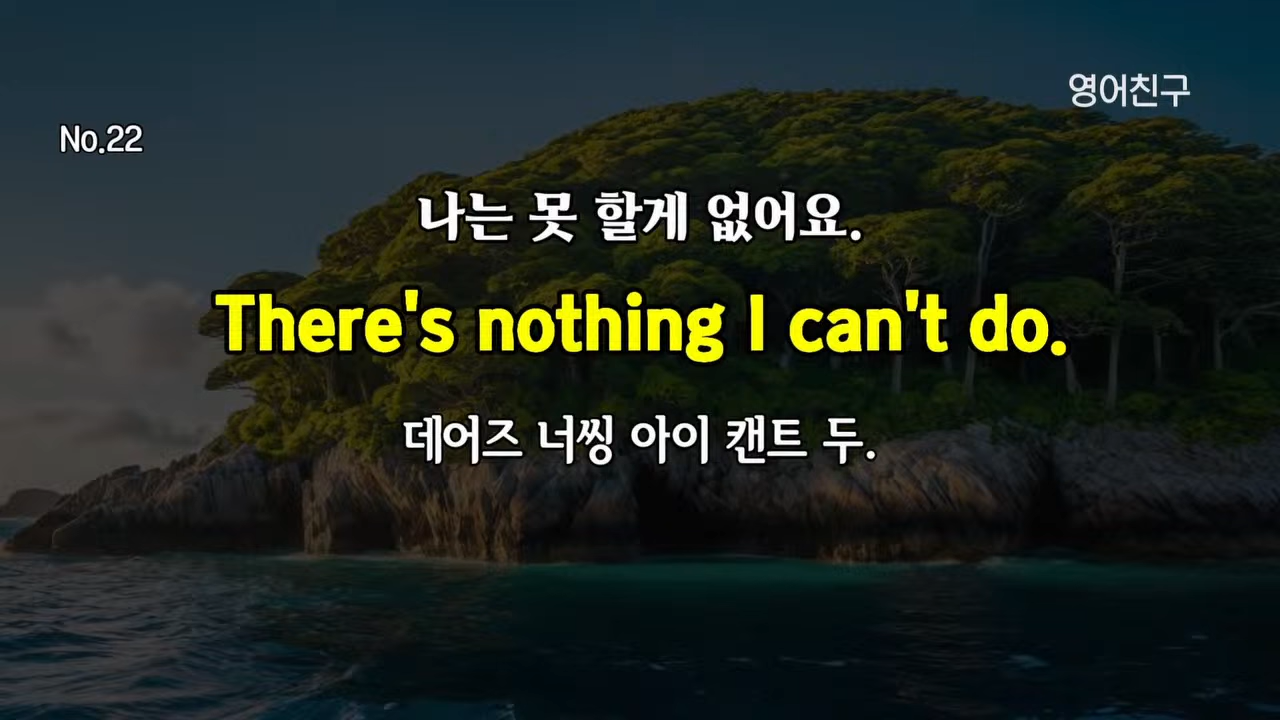 영어친구
No.22
나는 못 할게 없어요.
There's nothing I can't do.
데어즈 너씽 아이 캔트 두.